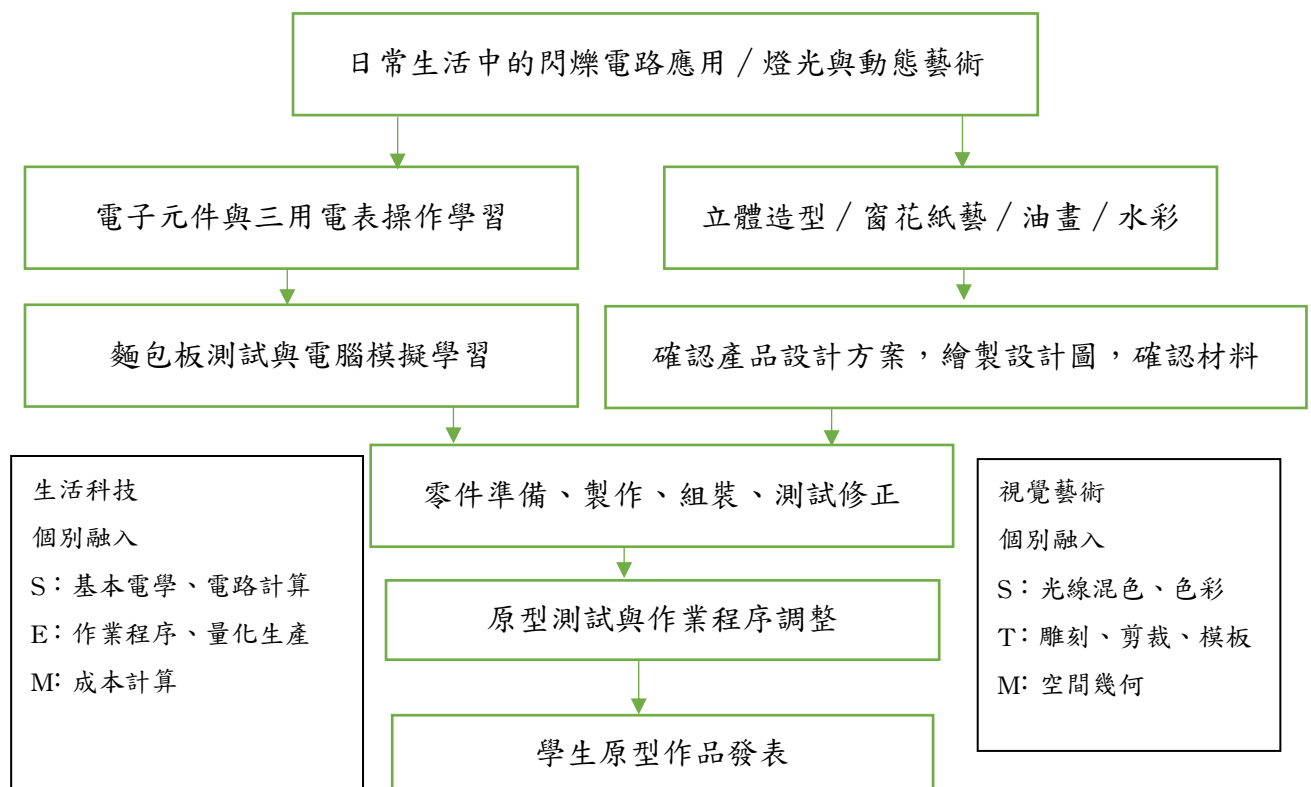 日常生活中的閃爍電路應用／燈光與動態藝術
電子元件與三用電表操作學習
立體造型／窗花紙藝／油畫／水彩
麵包板測試與電腦模擬學習
確認產品設計方案，繪製設計圖，確認材料
零件準備、製作、組裝、測試修正
原型測試與作業程序調整
學生原型作品發表
生活科技
個別融入
S：基本電學、電路計算
E：作業程序、量化生產
M：成本計算
視覺藝術
個別融入
S：光線混色、色彩
T：雕刻、剪裁、模板
M：空間幾何